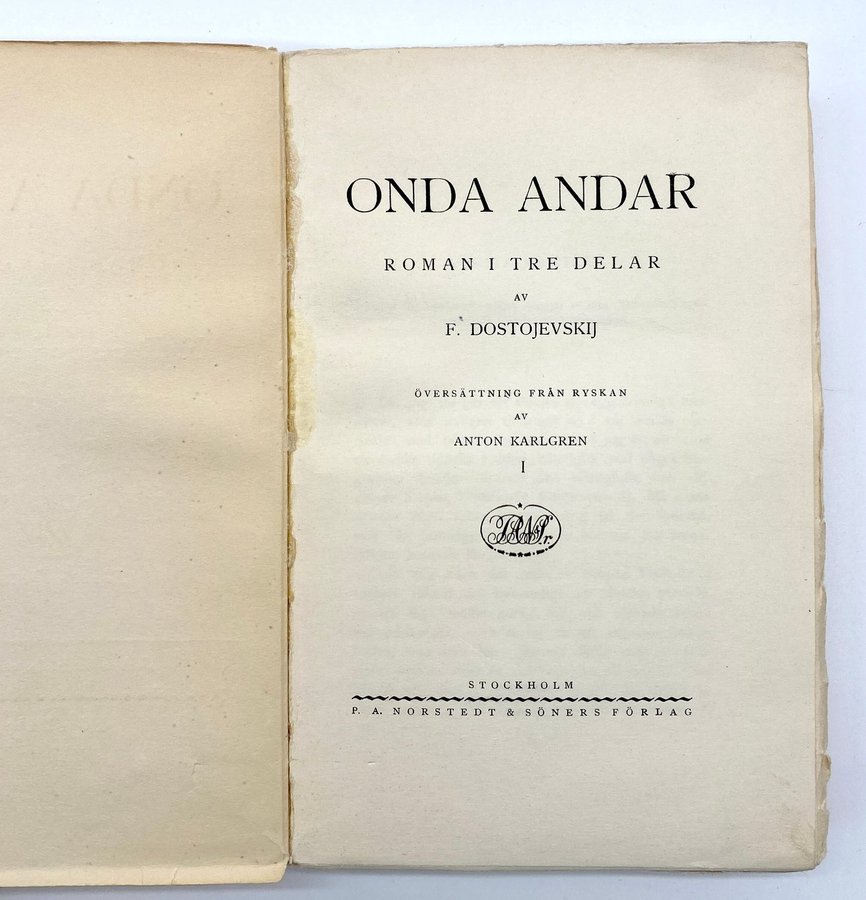 ONDA ANDAR
ROMAN I TRE DELAR
AV
F. DOSTOJEVSKIJ
ÖVERSÄTTNING FRÅN RYSKAN
AV
ANTON KARLGREN
I
STOCKHOLM
P. A. NORSTEDT & SÖNERS FÖRLAG